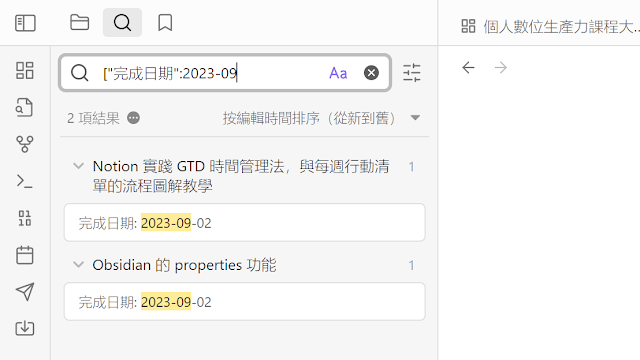 個人數位生產力課程大...
["完成日期":2023-09
Aa
2 項結果
按編輯時間排序（從新到舊）
Notion 實踐 GTD 時間管理法，與每週行動清 1
單的流程圖解教學
完成日期: 2023-09-02
Obsidian 的 properties 功能 1
完成日期: 2023-09-02